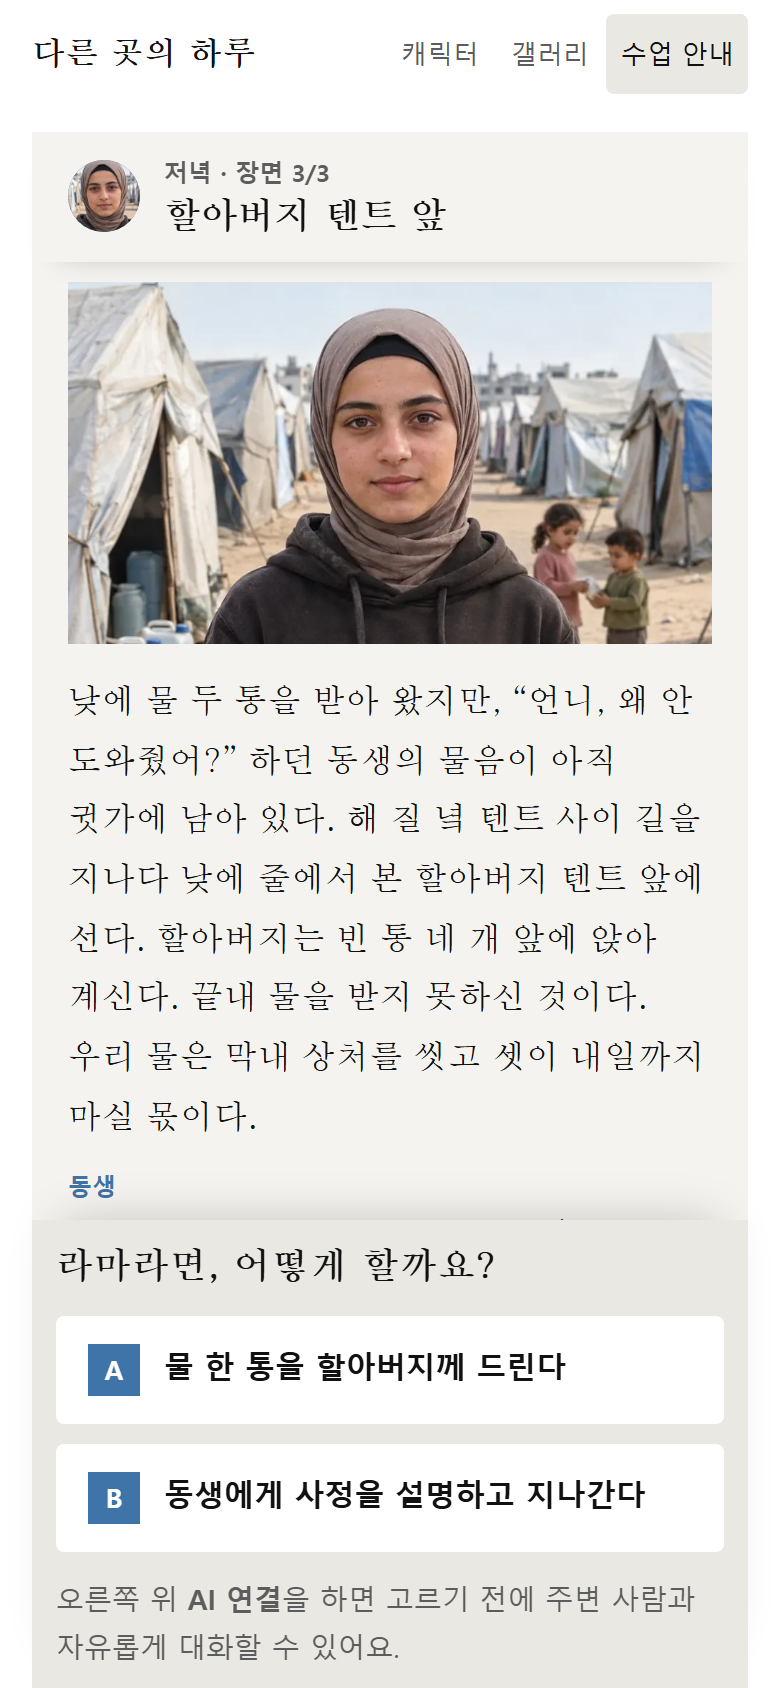 다른 곳의 하루
캐릭터 갤러리 수업 안내
저녁 · 장면 3/3
할아버지 텐트 앞
낮에 물 두 통을 받아 왔지만, “언니, 왜 안
도와줬어?” 하던 동생의 물음이 아직
귓가에 남아 있다. 해 질 녘 텐트 사이 길을
지나다 낮에 줄에서 본 할아버지 텐트 앞에
선다. 할아버지는 빈 통 네 개 앞에 앉아
계신다. 끝내 물을 받지 못하신 것이다.
우리 물은 막내 상처를 씻고 셋이 내일까지
마실 몫이다.
동생
라마라면, 어떻게 할까요?
A 물 한 통을 할아버지께 드린다
B 동생에게 사정을 설명하고 지나간다
오른쪽 위 AI 연결을 하면 고르기 전에 주변 사람과
자유롭게 대화할 수 있어요.